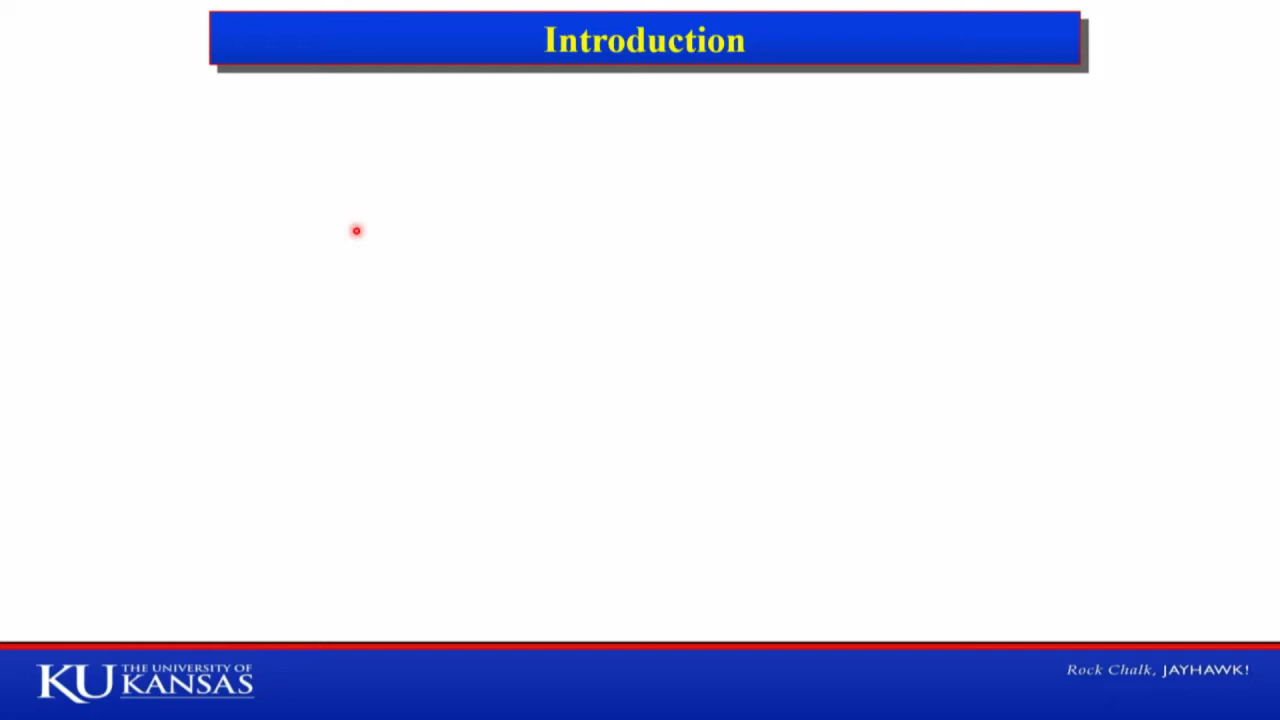 Introduction
KU THE UNIVERSITY OF
KANSAS
Rock Chalk, JAYHAWK!